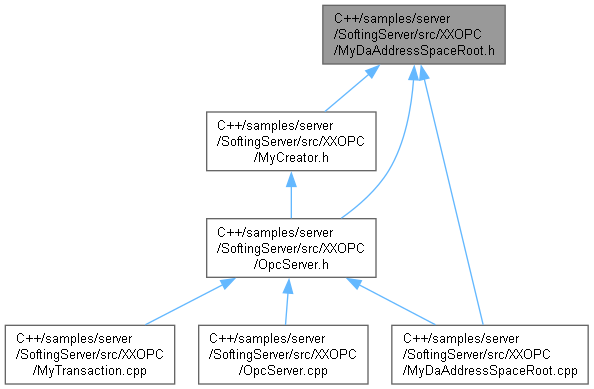 C++/samples/server
/SoftingServer/src/XXOPC
/MyDaAddressSpaceRoot.h
C++/samples/server
/SoftingServer/src/XXOPC
/MyCreator.h
C++/samples/server
/SoftingServer/src/XXOPC
/OpcServer.h
C++/samples/server
/SoftingServer/src/XXOPC
/MyTransaction.cpp
C++/samples/server
/SoftingServer/src/XXOPC
/OpcServer.cpp
C++/samples/server
/SoftingServer/src/XXOPC
/MyDaAddressSpaceRoot.cpp